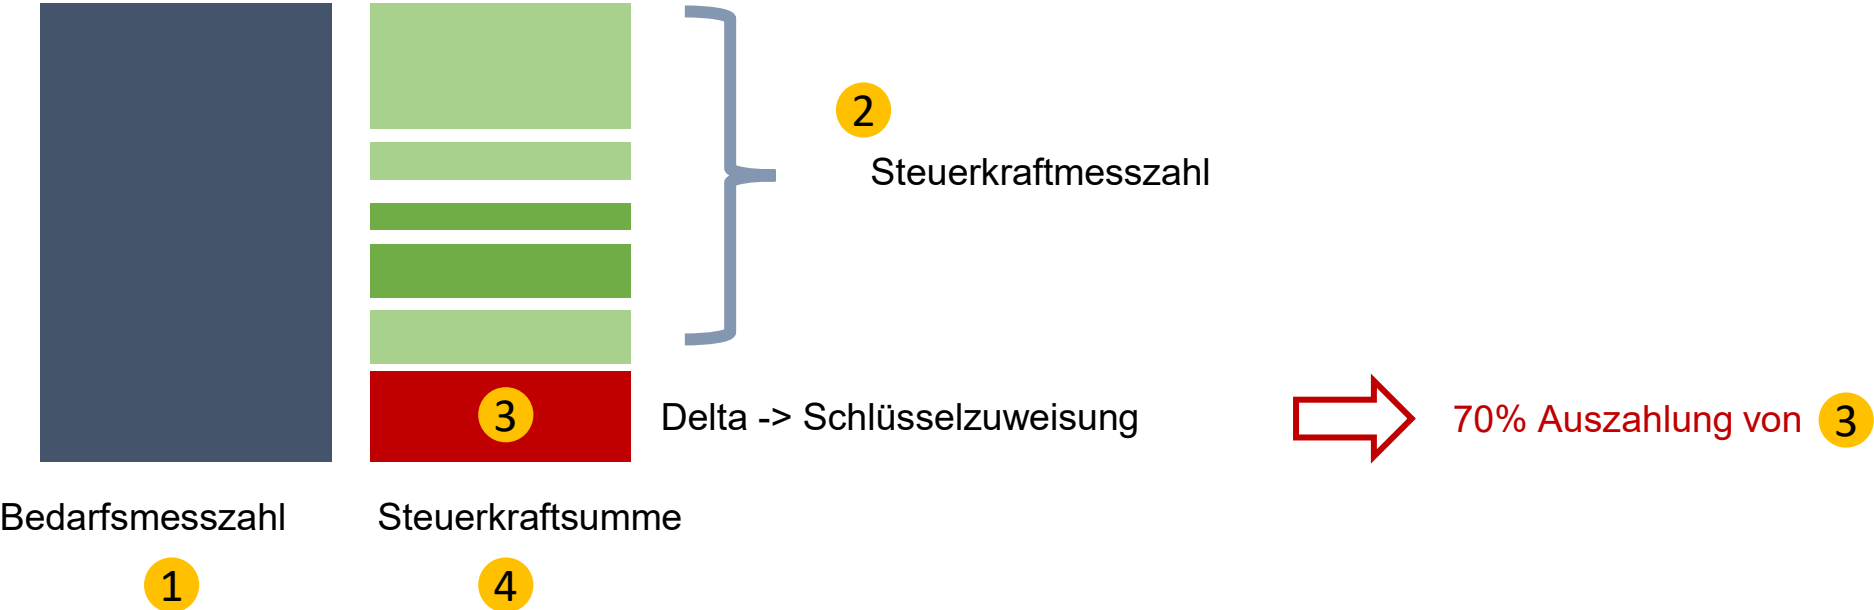 2
Steuerkraftmesszahl
3
Delta -> Schlüsselzuweisung
70% Auszahlung von 3
Bedarfsmesszahl
Steuerkraftsumme
1
4